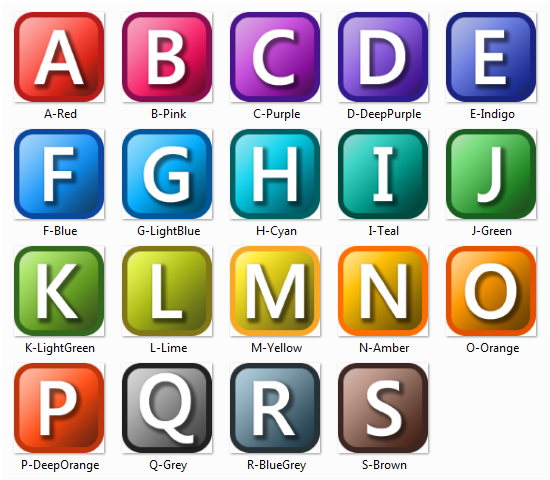 A B C D E
A-Red B-Pink C-Purple D-DeepPurple E-Indigo
F G H I J
F-Blue G-LightBlue H-Cyan I-Teal J-Green
K L M N O
K-LightGreen L-Lime M-Yellow N-Amber O-Orange
P Q R S
P-DeepOrange Q-Grey R-BlueGrey S-Brown